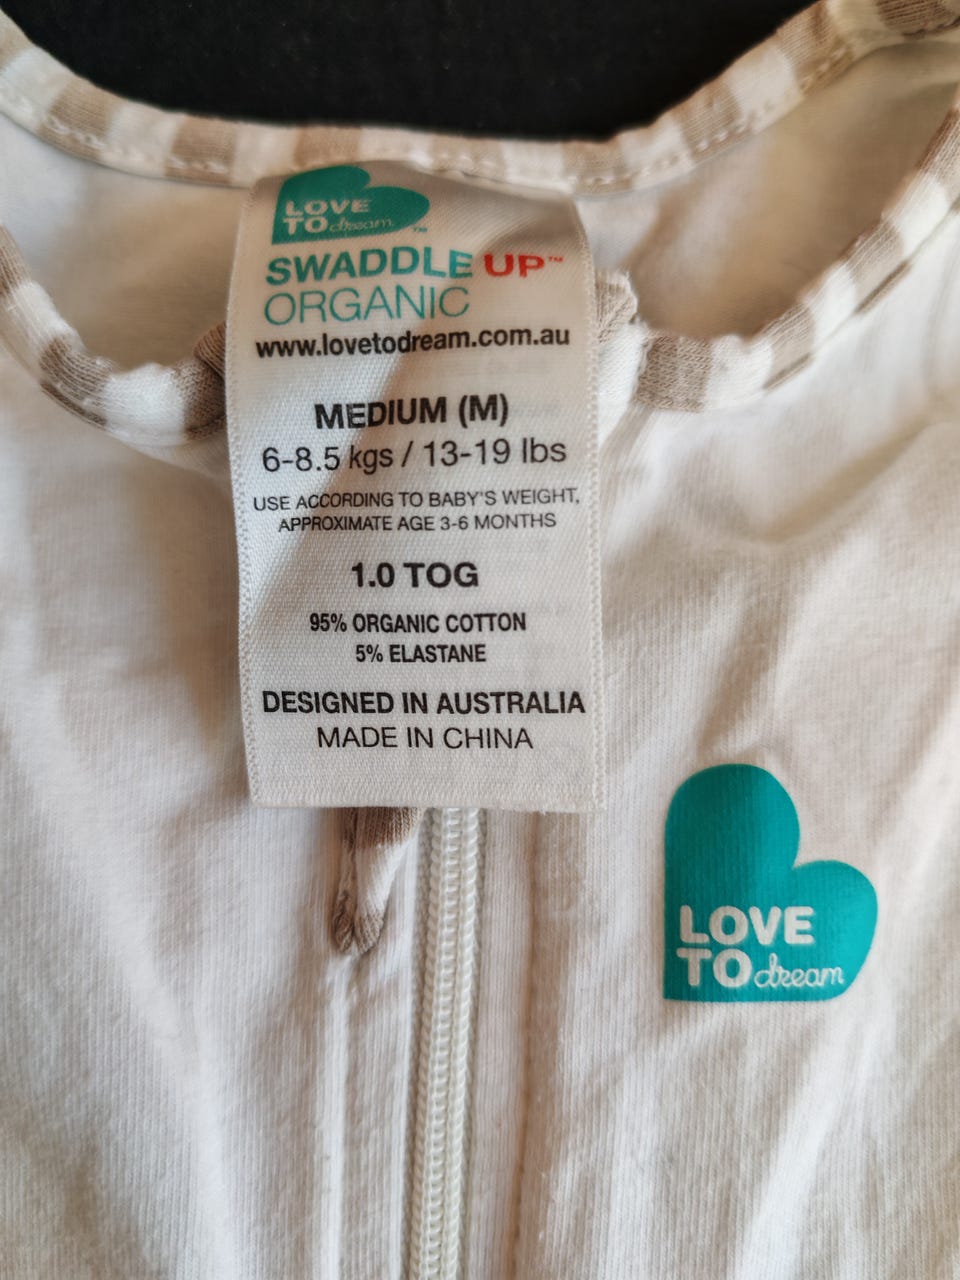 LOVE
TO dream™
SWADDLE UP™
ORGANIC
www.lovetodream.com.au
MEDIUM (M)
6-8.5 kgs / 13-19 lbs
USE ACCORDING TO BABY'S WEIGHT,
APPROXIMATE AGE 3-6 MONTHS
1.0 TOG
95% ORGANIC COTTON
5% ELASTANE
DESIGNED IN AUSTRALIA
MADE IN CHINA
LOVE
TO dream